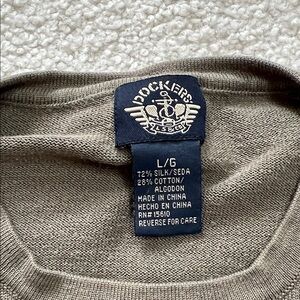 DOCKERS
L/G
72% SILK/SEDA
28% COTTON/
ALGODON
MADE IN CHINA
HECHO EN CHINA
RN# 15610
REVERSE FOR CARE